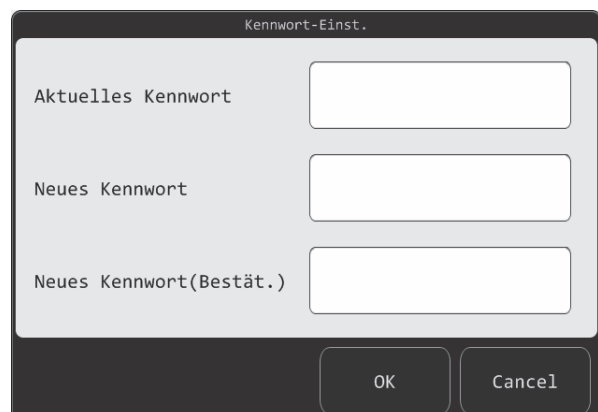 Kennwort-Einst.
Aktuelles Kennwort
Neues Kennwort
Neues Kennwort(Bestät.)
OK Cancel